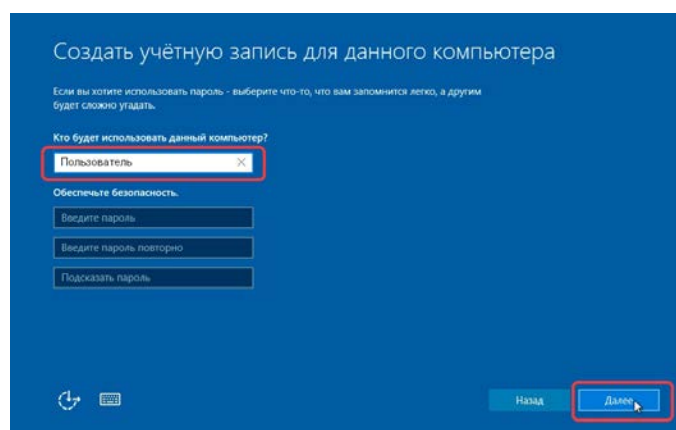 Создать учётную запись для данного компьютера
Если вы хотите использовать пароль - выберите что-то, что вам запомнится легко, а другим
будет сложно угадать.
Кто будет использовать данный компьютер?
Пользователь
Обеспечьте безопасность.
Введите пароль
Введите пароль повторно
Подсказать пароль
Назад
Далее